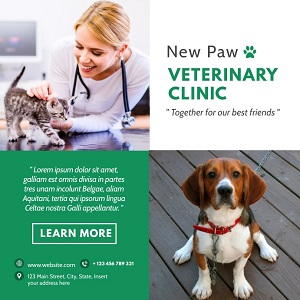 New Paw
VETERINARY
CLINIC
" Together for our best friends "
" Lorem ipsum dolor sit amet,
galliam est omnis divisa in partes
tres unam incolunt Belgae, aliam
Aquitani, tertia qui ipsorum lingua
Celtae nostra Galli appellantur. "
LEARN MORE
www.website.com
+ 123 456 789 321
123 Main Street, City, State, Insert
your address here